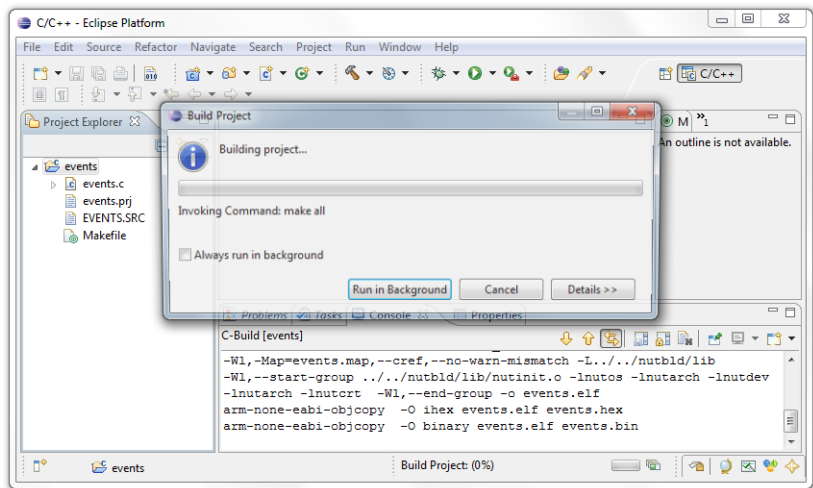 C/C++ - Eclipse Platform
File Edit Source Refactor Navigate Search Project Run Window Help
C/C++
Project Explorer
M »1
Build Project
Building project...
An outline is not available.
events
events.c
events.prj
EVENTS.SRC
Makefile
Invoking Command: make all
Always run in background
Run in Background Cancel Details >>
Problems Tasks Console Properties
C-Build [events]
-Wl,-Map=events.map,--cref,--no-warn-mismatch -L../../nutbld/lib
-Wl,--start-group ../../nutbld/lib/nutinit.o -lnutos -lnutarch -lnutdev
-lnutarch -lnutcrt -Wl,--end-group -o events.elf
arm-none-eabi-objcopy -O ihex events.elf events.hex
arm-none-eabi-objcopy -O binary events.elf events.bin
events
Build Project: (0%)